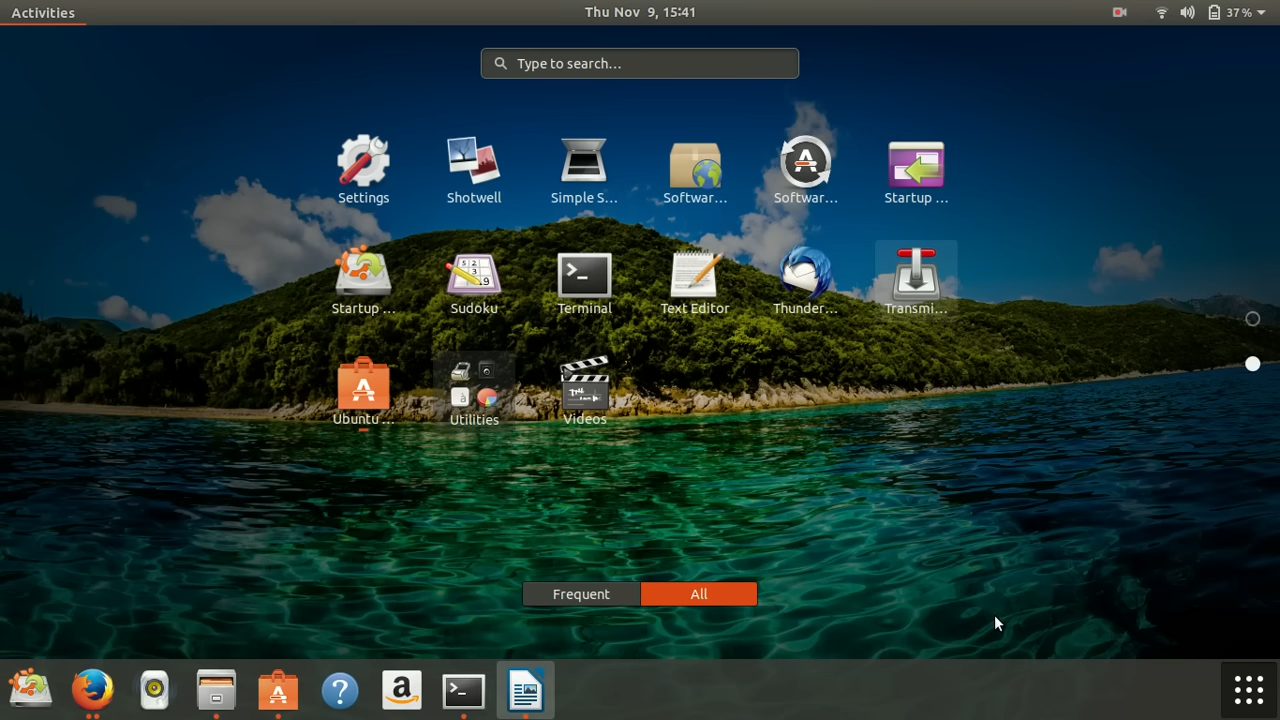 Activities
Thu Nov 9, 15:41
37%
Type to search...
Settings
Shotwell
Simple S...
Softwar...
Softwar...
Startup ...
Startup ...
Sudoku
Terminal
Text Editor
Thunder...
Transmi...
Ubuntu ...
Utilities
Videos
Frequent
All